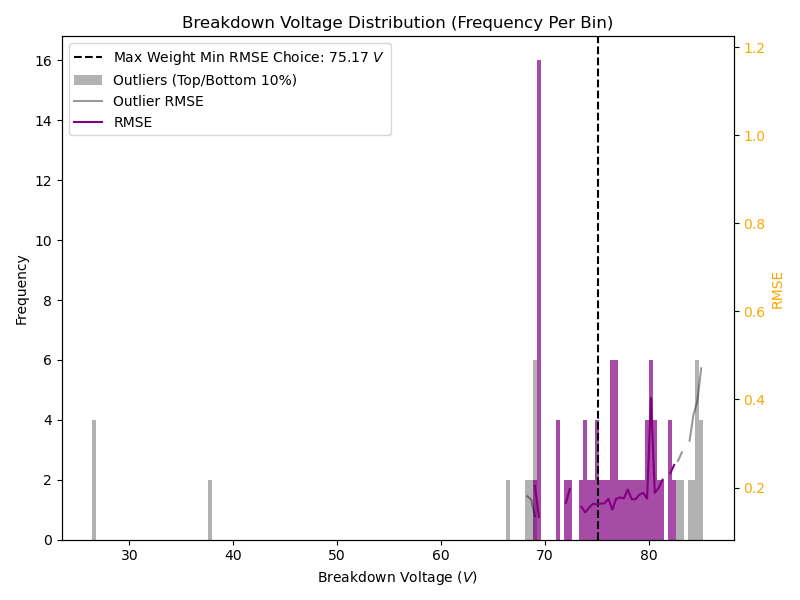 Breakdown Voltage Distribution (Frequency Per Bin)
Max Weight Min RMSE Choice: 75.17 V
Outliers (Top/Bottom 10%)
Outlier RMSE
RMSE
Frequency
16
14
12
10
8
6
4
2
0
30
40
50
60
70
80
Breakdown Voltage (V)
1.2
1.0
0.8
0.6
0.4
0.2
RMSE